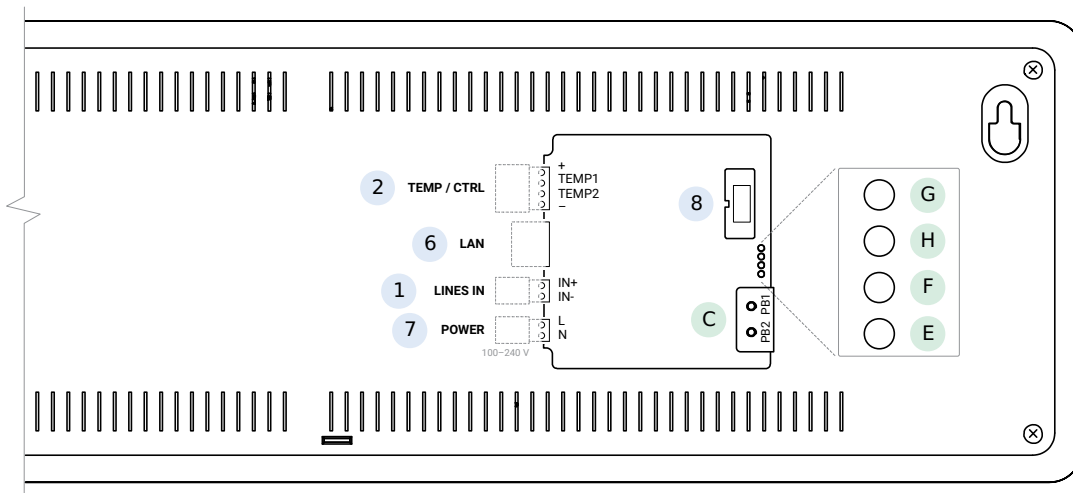 +
2 TEMP / CTRL TEMP1
TEMP2
–
8
G
6 LAN
H
1 LINES IN IN+
IN-
F
7 POWER L
N
100–240 V
C PB1
PB2
E